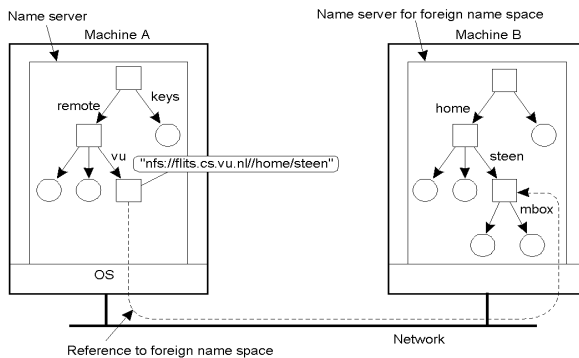 Name server
Name server for foreign name space
Machine A
Machine B
keys
remote
home
vu
steen
"nfs://flits.cs.vu.nl//home/steen"
mbox
OS
Network
Reference to foreign name space